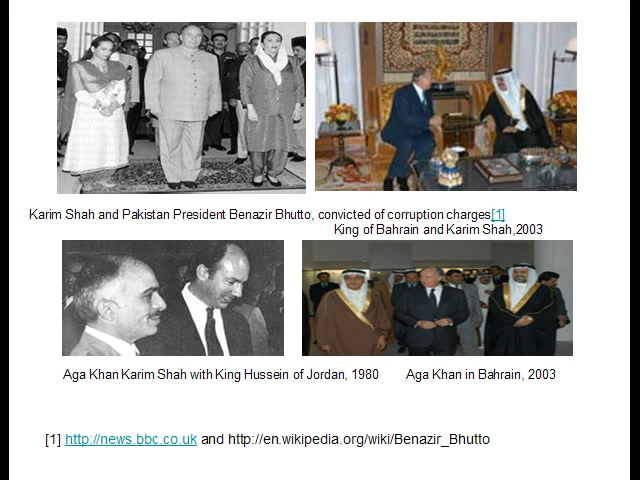 Karim Shah and Pakistan President Benazir Bhutto, convicted of corruption charges[1]
King of Bahrain and Karim Shah,2003
Aga Khan Karim Shah with King Hussein of Jordan, 1980 Aga Khan in Bahrain, 2003
[1] http://news.bbc.co.uk and http://en.wikipedia.org/wiki/Benazir_Bhutto